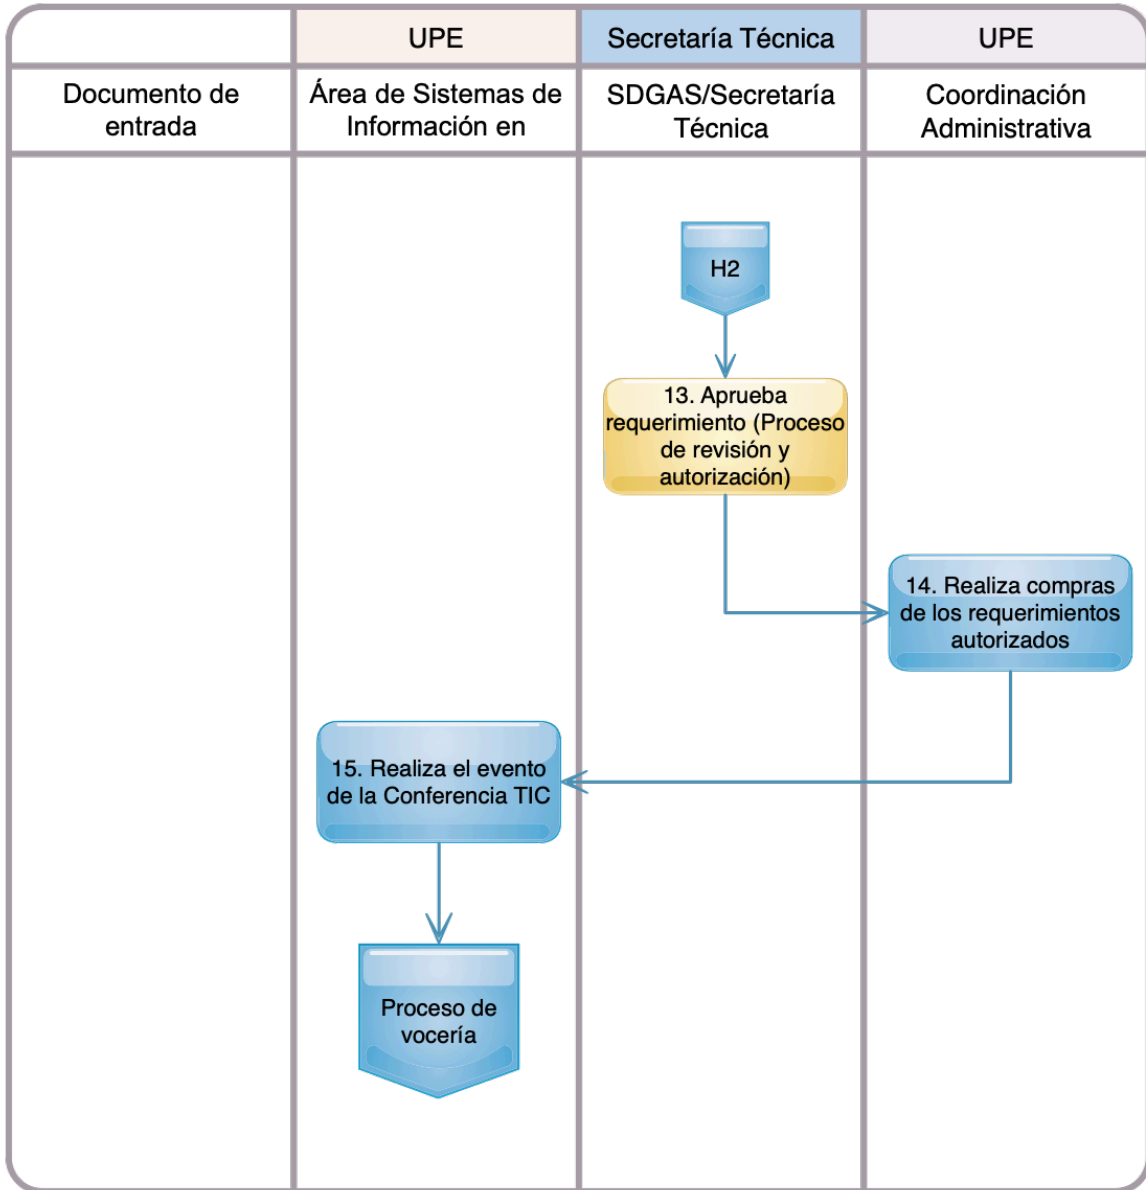 UPE
Secretaría Técnica
UPE
Documento de
entrada
Área de Sistemas de
Información en
SDGAS/Secretaría
Técnica
Coordinación
Administrativa
H2
13. Aprueba
requerimiento (Proceso
de revisión y
autorización)
14. Realiza compras
de los requerimientos
autorizados
15. Realiza el evento
de la Conferencia TIC
Proceso de
vocería